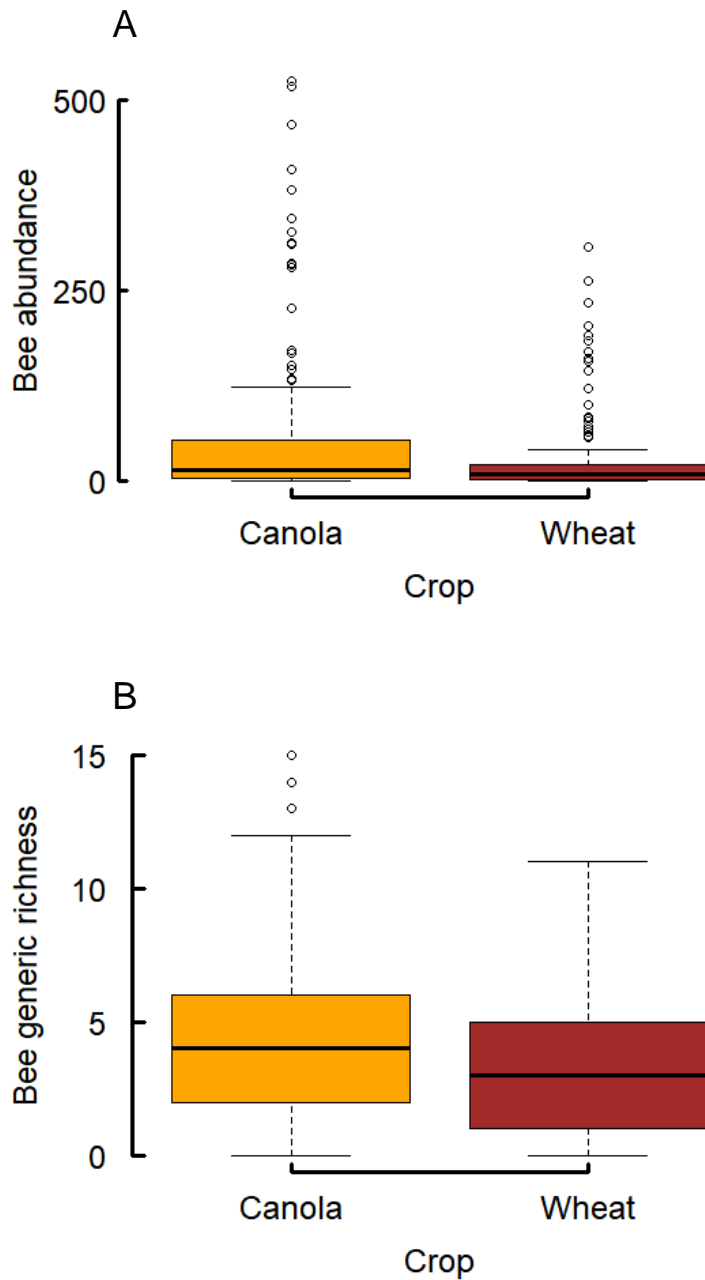 A
500
250
0
Bee abundance
Canola
Wheat
Crop
B
15
10
5
0
Bee generic richness
Canola
Wheat
Crop